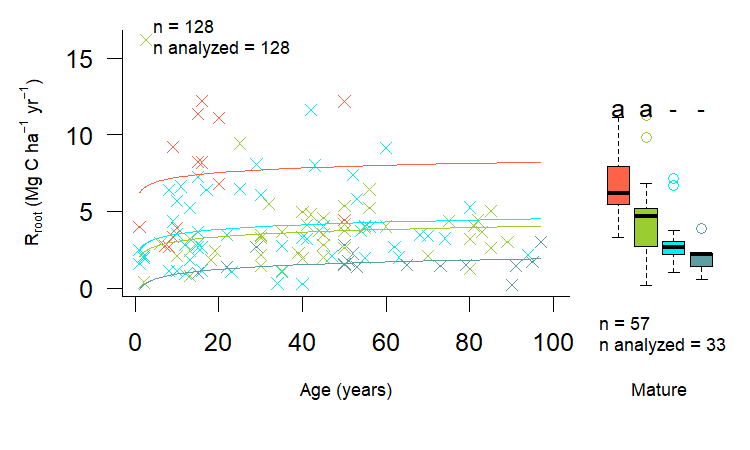 n = 128
n analyzed = 128
15
10
5
0
R_root (Mg C ha⁻¹ yr⁻¹)
0 20 40 60 80 100
Age (years)
a a - -
n = 57
n analyzed = 33
Mature